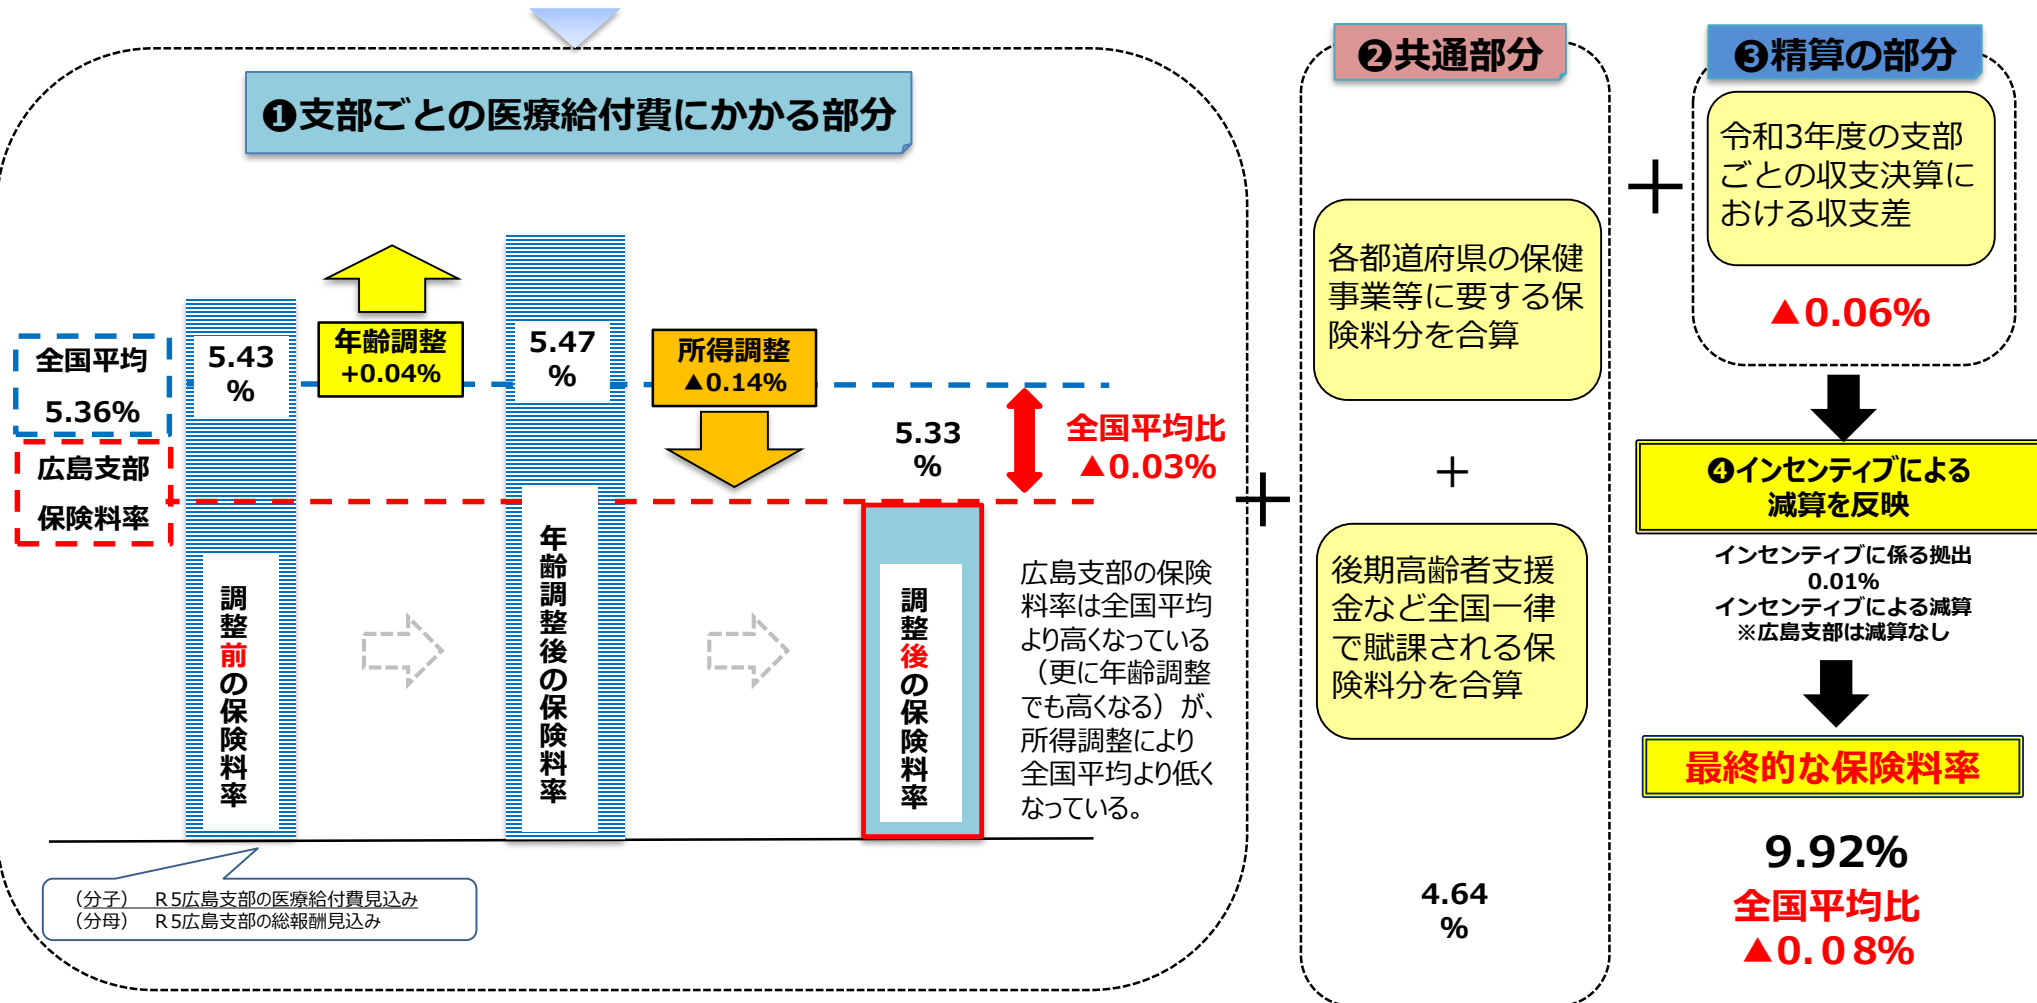 ❶支部ごとの医療給付費にかかる部分
全国平均
5.36%
広島支部
保険料率
5.43
%
調整前の保険料率
年齢調整
+0.04%
5.47
%
年齢調整後の保険料率
所得調整
▲0.14%
5.33
%
調整後の保険料率
全国平均比
▲0.03%
広島支部の保険
料率は全国平均
より高くなっている
（更に年齢調整
でも高くなる）が、
所得調整により
全国平均より低く
なっている。
（分子）　Ｒ5広島支部の医療給付費見込み
（分母）　Ｒ5広島支部の総報酬見込み
＋
❷共通部分
各都道府県の保健
事業等に要する保
険料分を合算
＋
後期高齢者支援
金など全国一律
で賦課される保
険料分を合算
4.64
%
＋
❸精算の部分
令和3年度の支部
ごとの収支決算に
おける収支差
▲0.06%
❹インセンティブによる
減算を反映
インセンティブに係る拠出
0.01%
インセンティブによる減算
※広島支部は減算なし
最終的な保険料率
9.92%
全国平均比
▲0.０8%